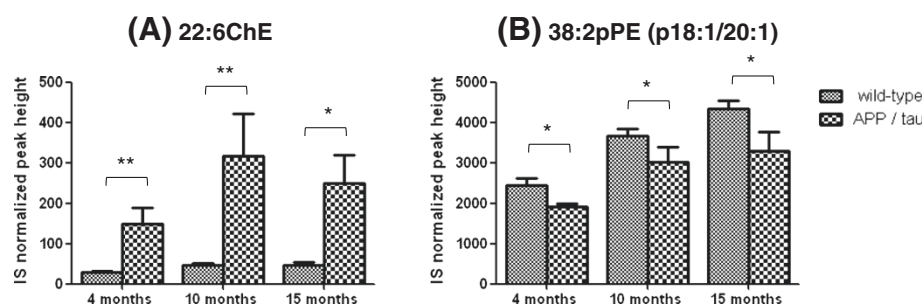 (A) 22:6ChE
IS normalized peak height
500
400
300
200
100
0
**
**
*
4 months
10 months
15 months
(B) 38:2pPE (p18:1/20:1)
IS normalized peak height
5000
4000
3000
2000
1000
0
*
*
*
4 months
10 months
15 months
wild-type
APP / tau